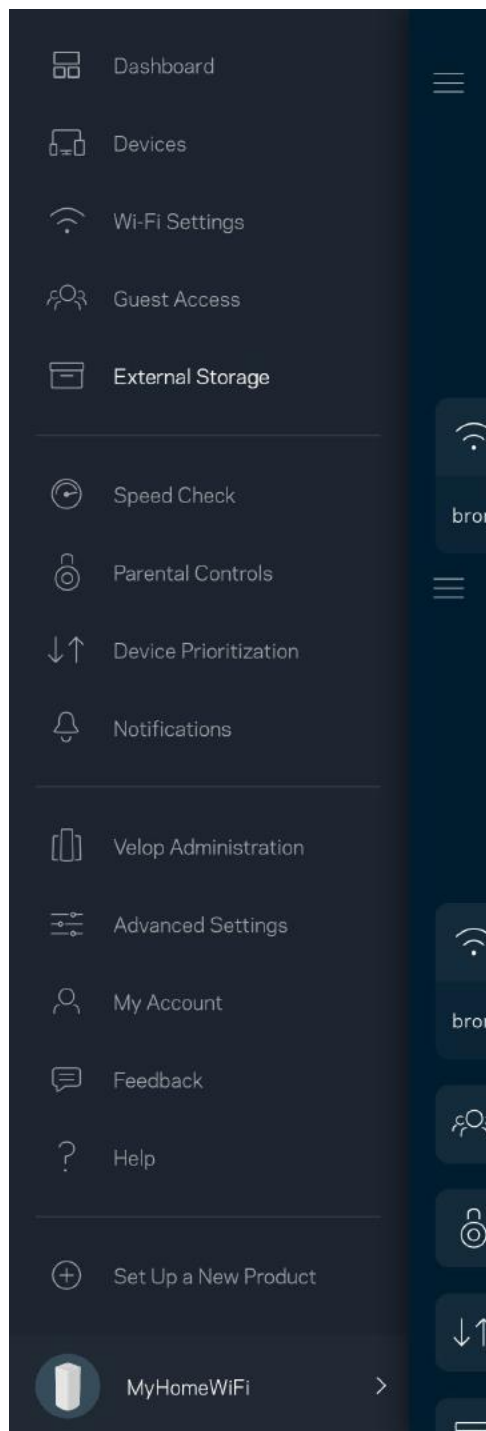 Dashboard
Devices
Wi-Fi Settings
Guest Access
External Storage
Speed Check
Parental Controls
Device Prioritization
Notifications
Velop Administration
Advanced Settings
My Account
Feedback
? Help
Set Up a New Product
MyHomeWiFi